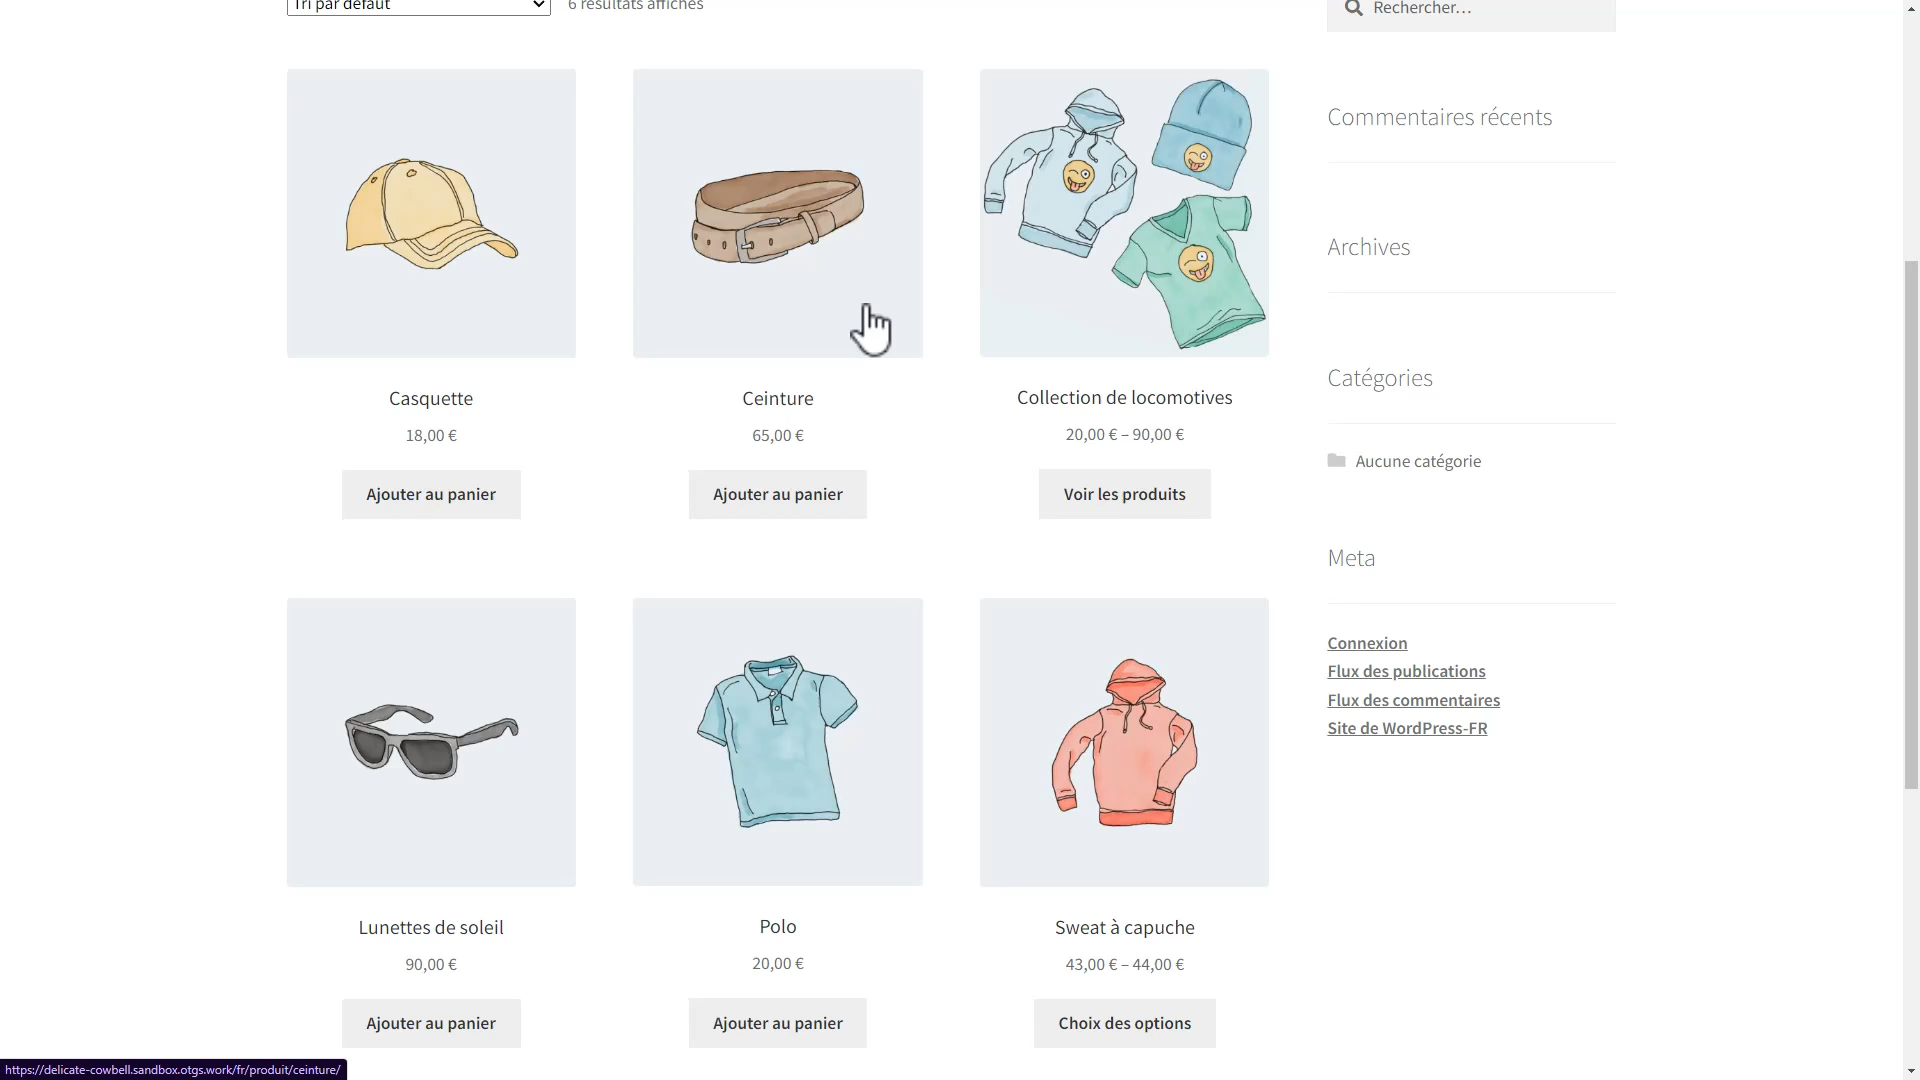 Tri par défaut
6 résultats affichés
Rechercher…
Casquette
18,00 €
Ajouter au panier
Ceinture
65,00 €
Ajouter au panier
Collection de locomotives
20,00 € – 90,00 €
Voir les produits
Lunettes de soleil
90,00 €
Ajouter au panier
Polo
20,00 €
Ajouter au panier
Sweat à capuche
43,00 € – 44,00 €
Choix des options
Commentaires récents
Archives
Catégories
Aucune catégorie
Meta
Connexion
Flux des publications
Flux des commentaires
Site de WordPress-FR
https://delicate-cowbell.sandbox.otgs.work/fr/produit/ceinture/